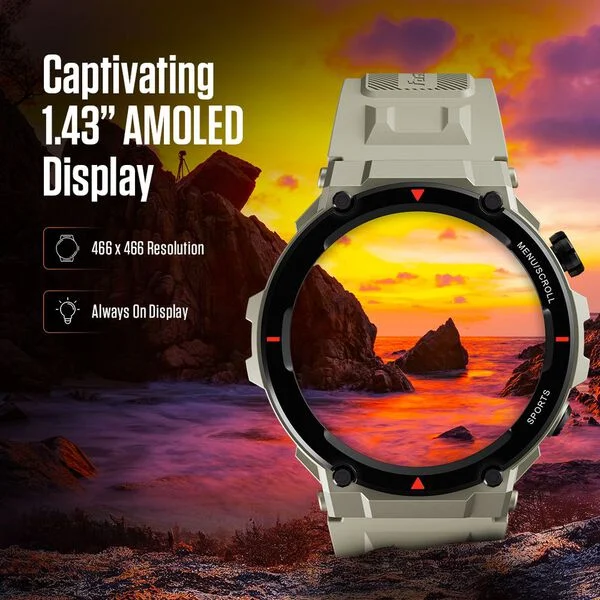 Captivating
1.43” AMOLED
Display
466 x 466 Resolution
Always On Display
MENU/SCROLL
SPORTS